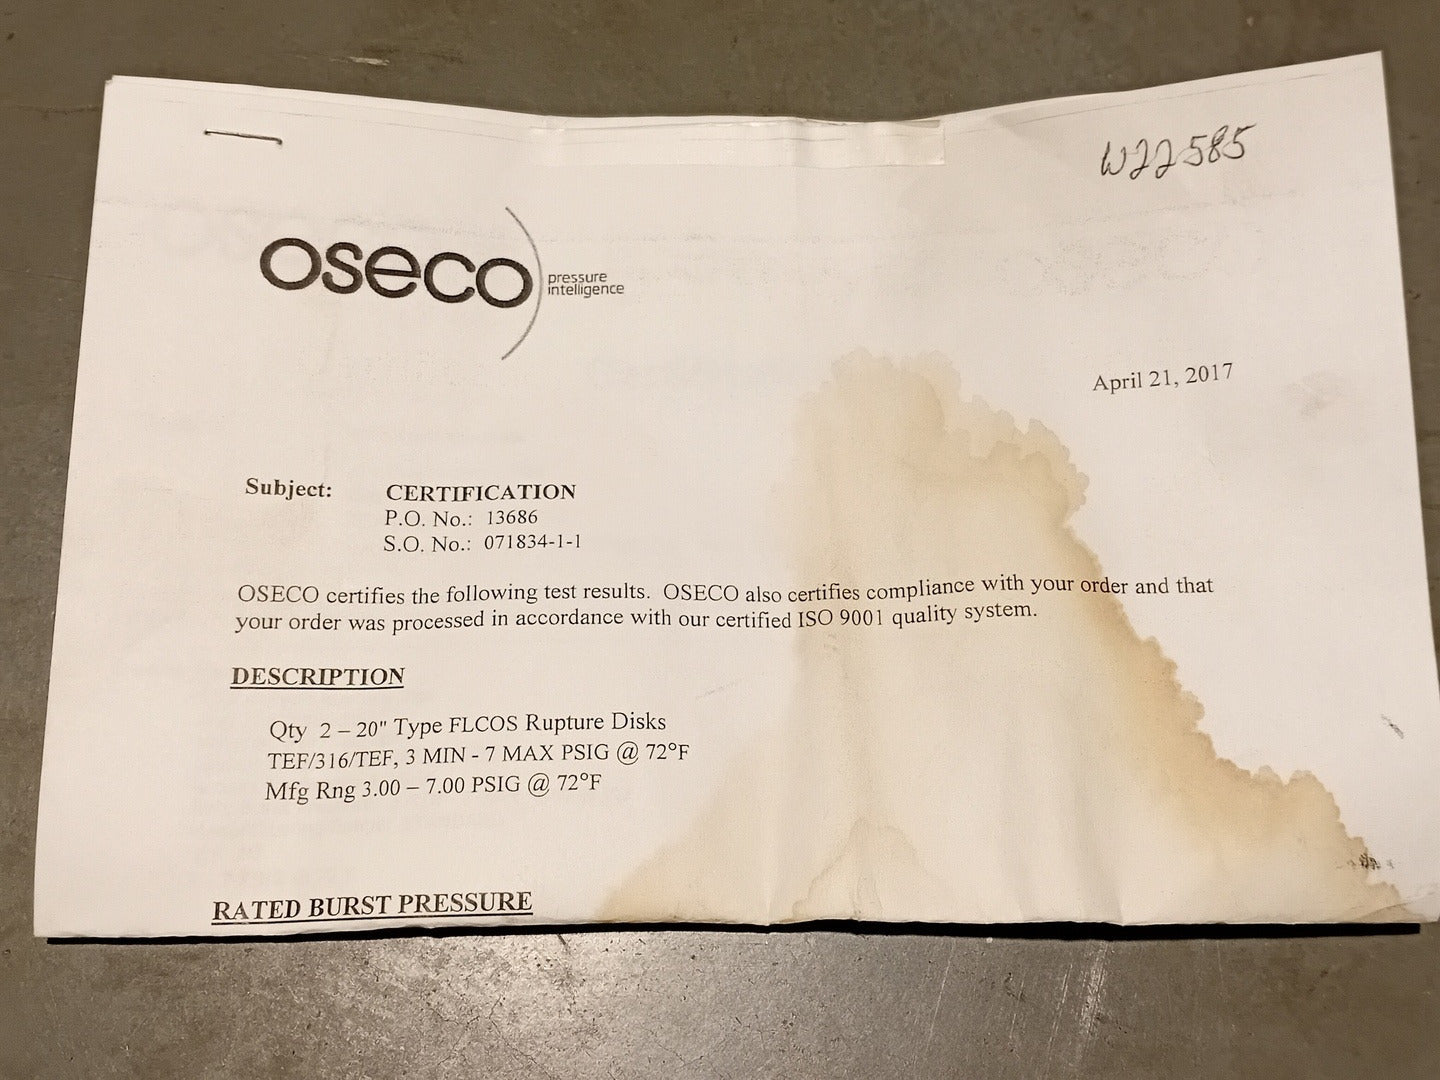 W22585
oseco
pressure
intelligence
April 21, 2017
Subject: CERTIFICATION
P.O. No.: 13686
S.O. No.: 071834-1-1
OSECO certifies the following test results. OSECO also certifies compliance with your order and that
your order was processed in accordance with our certified ISO 9001 quality system.
DESCRIPTION
Qty 2 – 20" Type FLCOS Rupture Disks
TEF/316/TEF, 3 MIN - 7 MAX PSIG @ 72°F
Mfg Rng 3.00 – 7.00 PSIG @ 72°F
RATED BURST PRESSURE